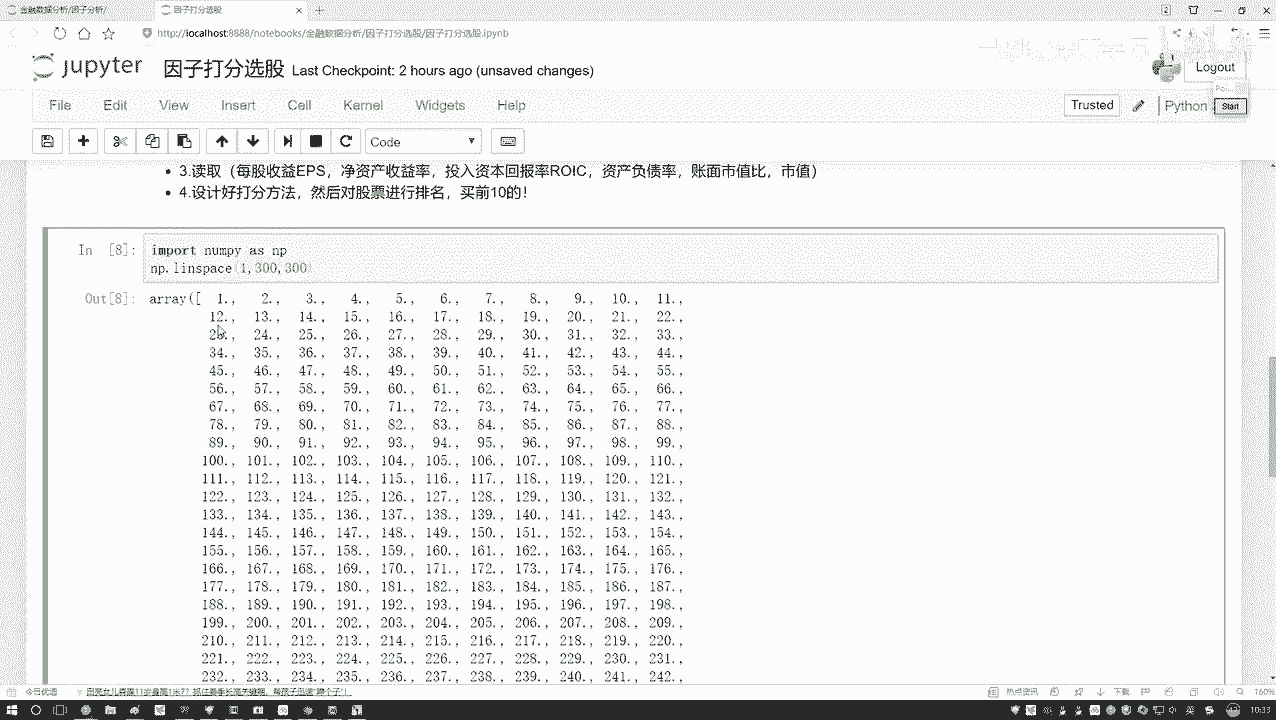 金融数据分析/因子分析/
因子打分选股
http://localhost:8888/notebooks/金融数据分析/因子打分选股/因子打分选股.ipynb
jupyter 因子打分选股 Last Checkpoint: 2 hours ago (unsaved changes)
Logout
File Edit View Insert Cell Kernel Widgets Help
Trusted Python
Start
Code
3.读取（每股收益EPS，净资产收益率，投入资本回报率ROIC，资产负债率，账面市值比，市值）
4.设计好打分方法，然后对股票进行排名，买前10的！
In [8]: import numpy as np
np.linspace(1,300,300)
Out[8]: array([ 1., 2., 3., 4., 5., 6., 7., 8., 9., 10., 11.,
12., 13., 14., 15., 16., 17., 18., 19., 20., 21., 22.,
23., 24., 25., 26., 27., 28., 29., 30., 31., 32., 33.,
34., 35., 36., 37., 38., 39., 40., 41., 42., 43., 44.,
45., 46., 47., 48., 49., 50., 51., 52., 53., 54., 55.,
56., 57., 58., 59., 60., 61., 62., 63., 64., 65., 66.,
67., 68., 69., 70., 71., 72., 73., 74., 75., 76., 77.,
78., 79., 80., 81., 82., 83., 84., 85., 86., 87., 88.,
89., 90., 91., 92., 93., 94., 95., 96., 97., 98., 99.,
100., 101., 102., 103., 104., 105., 106., 107., 108., 109., 110.,
111., 112., 113., 114., 115., 116., 117., 118., 119., 120., 121.,
122., 123., 124., 125., 126., 127., 128., 129., 130., 131., 132.,
133., 134., 135., 136., 137., 138., 139., 140., 141., 142., 143.,
144., 145., 146., 147., 148., 149., 150., 151., 152., 153., 154.,
155., 156., 157., 158., 159., 160., 161., 162., 163., 164., 165.,
166., 167., 168., 169., 170., 171., 172., 173., 174., 175., 176.,
177., 178., 179., 180., 181., 182., 183., 184., 185., 186., 187.,
188., 189., 190., 191., 192., 193., 194., 195., 196., 197., 198.,
199., 200., 201., 202., 203., 204., 205., 206., 207., 208., 209.,
210., 211., 212., 213., 214., 215., 216., 217., 218., 219., 220.,
221., 222., 223., 224., 225., 226., 227., 228., 229., 230., 231.,
232., 233., 234., 235., 236., 237., 238., 239., 240., 241., 242.,
今日优选
热点资讯 下载 160%
10:33